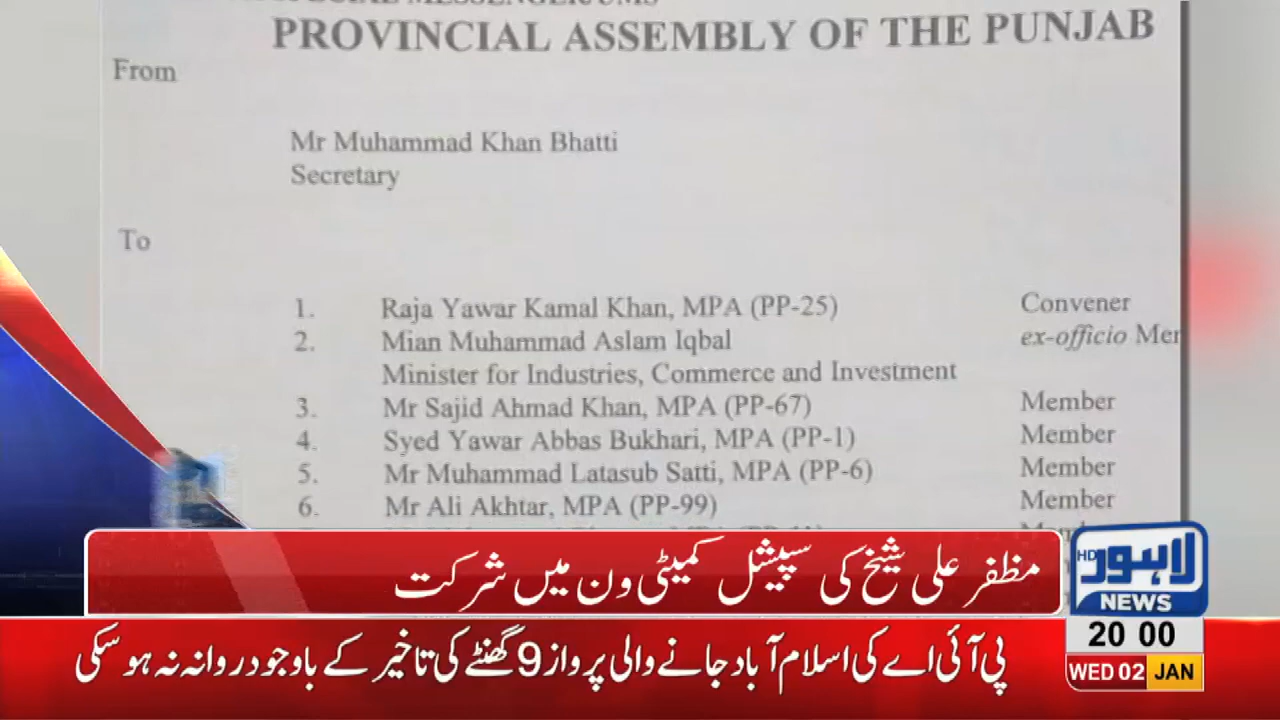 PROVINCIAL ASSEMBLY OF THE PUNJAB
From
Mr Muhammad Khan Bhatti
Secretary
To
1. Raja Yawar Kamal Khan, MPA (PP-25) Convener
2. Mian Muhammad Aslam Iqbal ex-officio Mer
Minister for Industries, Commerce and Investment
3. Mr Sajid Ahmad Khan, MPA (PP-67) Member
4. Syed Yawar Abbas Bukhari, MPA (PP-1) Member
5. Mr Muhammad Latasub Satti, MPA (PP-6) Member
6. Mr Ali Akhtar, MPA (PP-99) Member
مظفر علی شیخ کی سپیشل کمیٹی ون میں شرکت
HD لاہور
NEWS
20 00
WED 02 JAN
پی آئی اے کی اسلام آباد جانے والی پرواز 9 گھنٹے کی تاخیر کے باوجود روانہ نہ ہو سکی